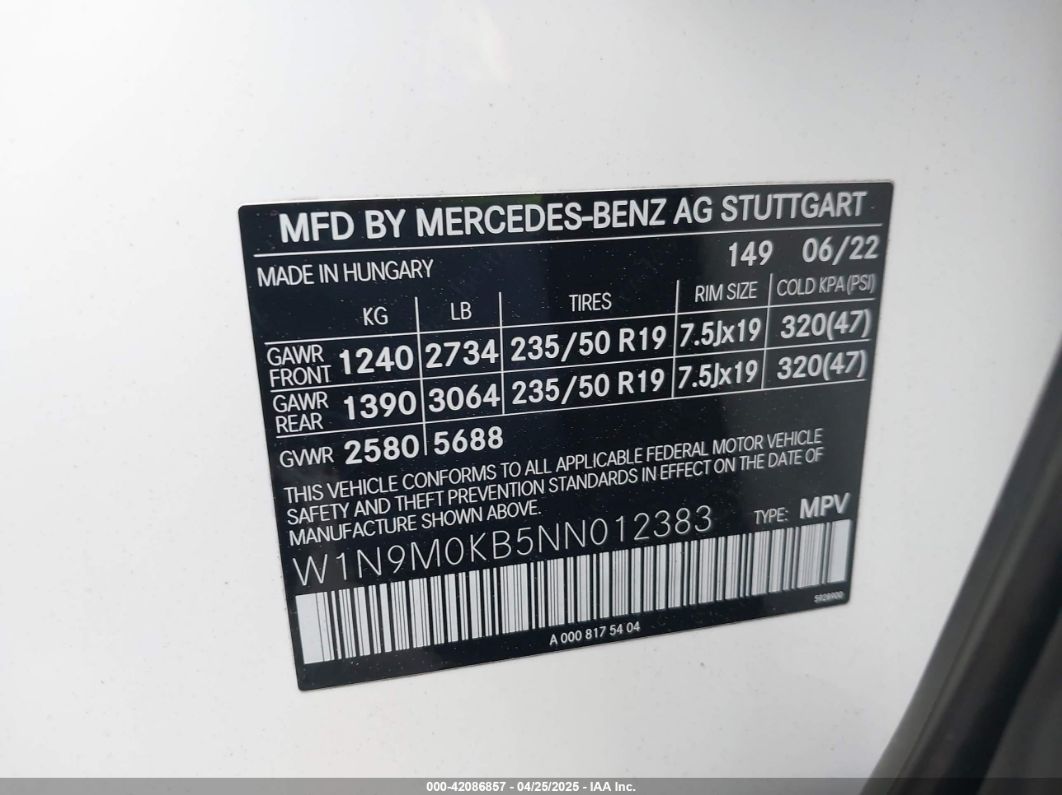 MFD BY MERCEDES-BENZ AG STUTTGART
149 06/22
MADE IN HUNGARY
KG LB TIRES RIM SIZE COLD KPA (PSI)
GAWR FRONT 1240 2734 235/50 R19 7.5Jx19 320(47)
GAWR REAR 1390 3064 235/50 R19 7.5Jx19 320(47)
GVWR 2580 5688
THIS VEHICLE CONFORMS TO ALL APPLICABLE FEDERAL MOTOR VEHICLE
SAFETY AND THEFT PREVENTION STANDARDS IN EFFECT ON THE DATE OF
MANUFACTURE SHOWN ABOVE.
W1N9M0KB5NN012383 TYPE: MPV
5928900
A 000 817 54 04
000-42086857 - 04/25/2025 - IAA Inc.